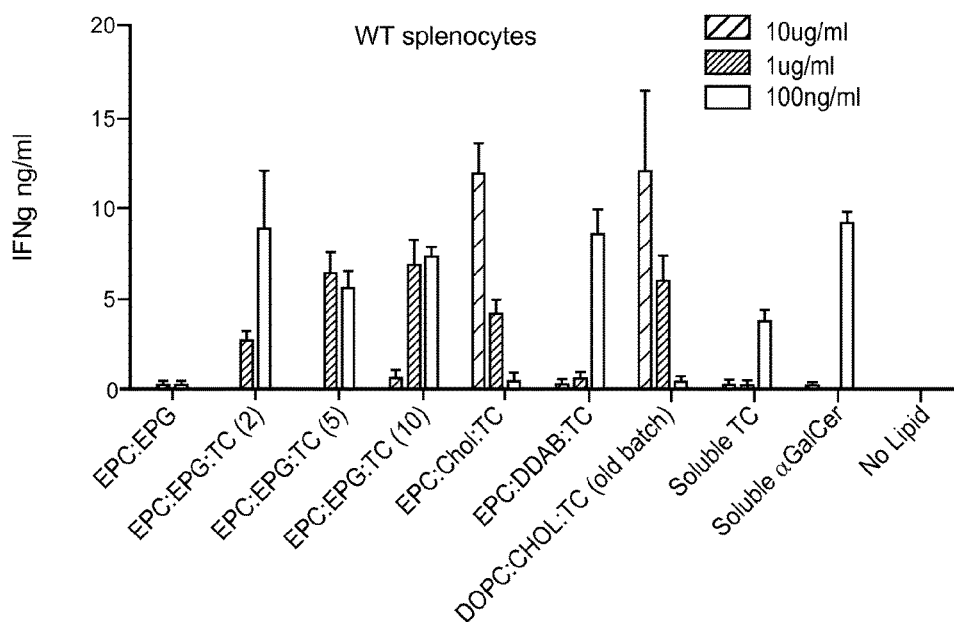 WT splenocytes
10ug/ml
1ug/ml
100ng/ml
IFNg ng/ml
20
15
10
5
0
EPC:EPG
EPC:EPG:TC (2)
EPC:EPG:TC (5)
EPC:EPG:TC (10)
EPC:Chol:TC
EPC:DDAB:TC
DOPC:CHOL:TC (old batch)
Soluble TC
Soluble αGalCer
No Lipid